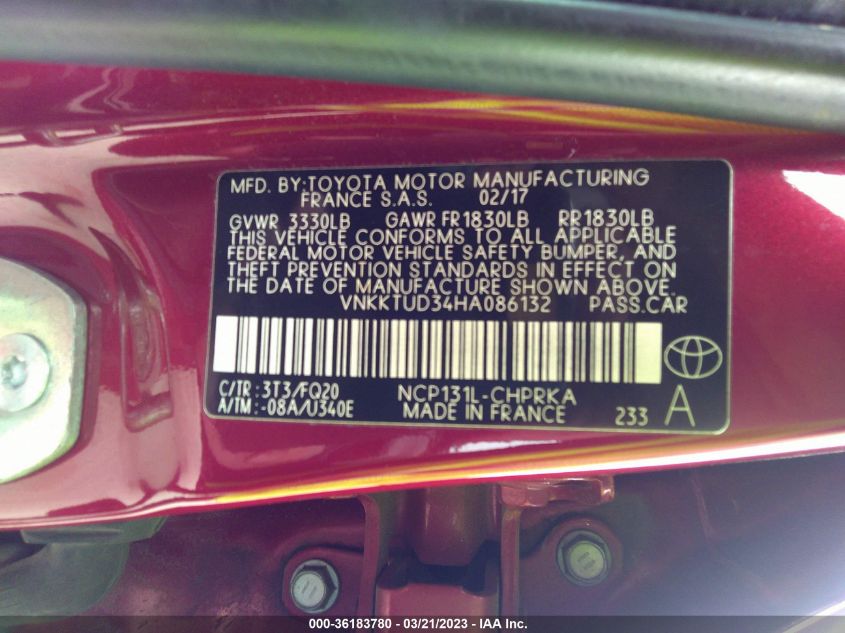 MFD. BY:TOYOTA MOTOR MANUFACTURING
FRANCE S.A.S. 02/17
GVWR 3330LB GAWR FR1830LB RR1830LB
THIS VEHICLE CONFORMS TO ALL APPLICABLE
FEDERAL MOTOR VEHICLE SAFETY BUMPER, AND
THEFT PREVENTION STANDARDS IN EFFECT ON
THE DATE OF MANUFACTURE SHOWN ABOVE.
VNKKTUD34HA086132 PASS.CAR
C/TR: 3T3/FQ20 NCP131L-CHPRKA
A/TM: -08A/U340E MADE IN FRANCE 233 A
000-36183780 - 03/21/2023 - IAA Inc.